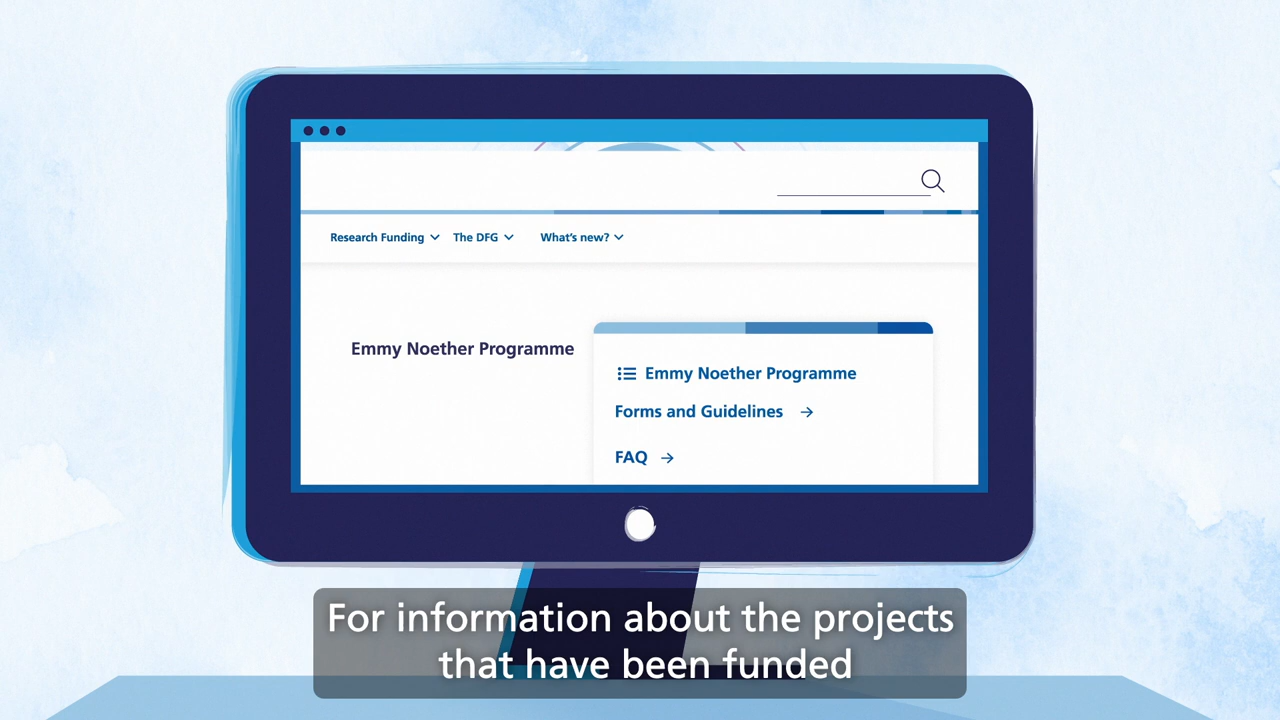 Research Funding
The DFG
What's new?
Emmy Noether Programme
Emmy Noether Programme
Forms and Guidelines
FAQ
For information about the projects
that have been funded